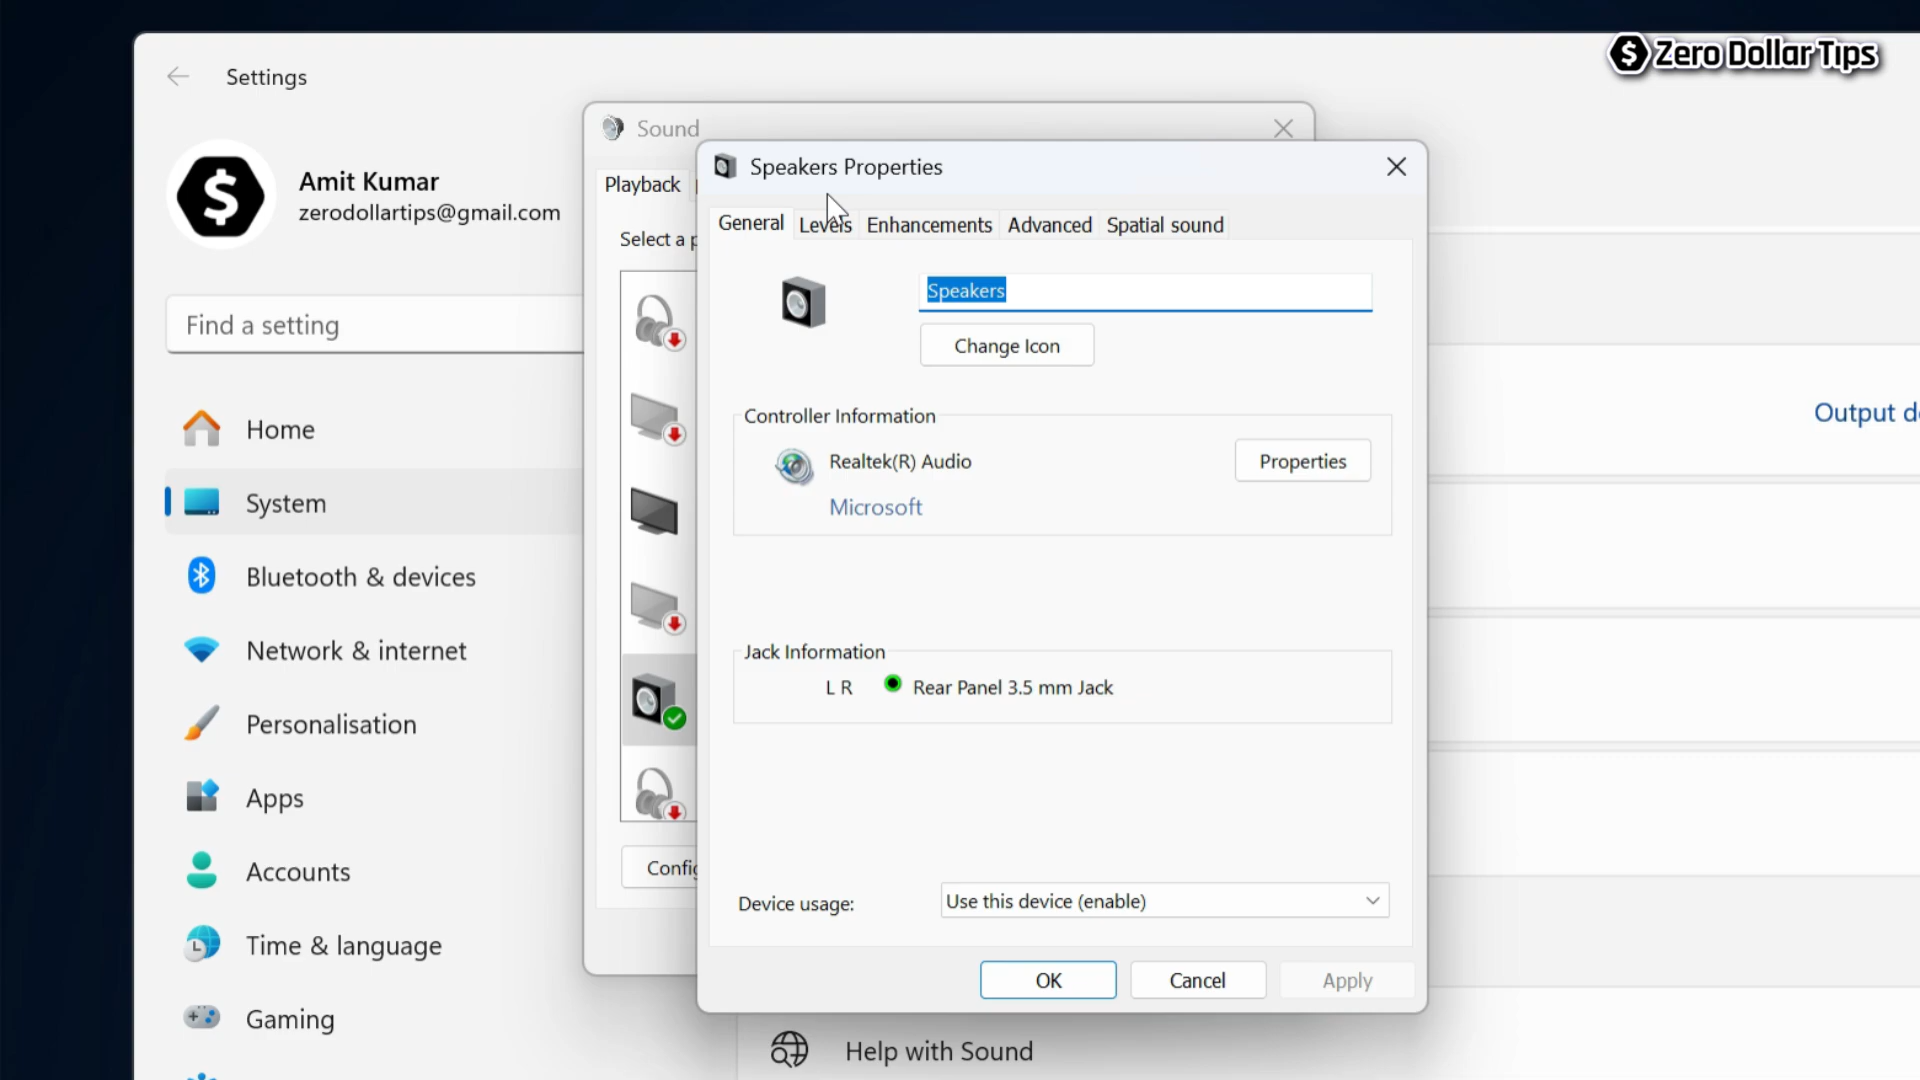 Zero Dollar Tips
Settings
Amit Kumar
zerodollartips@gmail.com
Find a setting
Home
System
Bluetooth & devices
Network & internet
Personalisation
Apps
Accounts
Time & language
Gaming
Sound
Playback
Select a p
Config
Speakers Properties
General Levels Enhancements Advanced Spatial sound
Speakers
Change Icon
Controller Information
Realtek(R) Audio
Properties
Microsoft
Jack Information
L R Rear Panel 3.5 mm Jack
Device usage: Use this device (enable)
OK Cancel Apply
Output de
Help with Sound